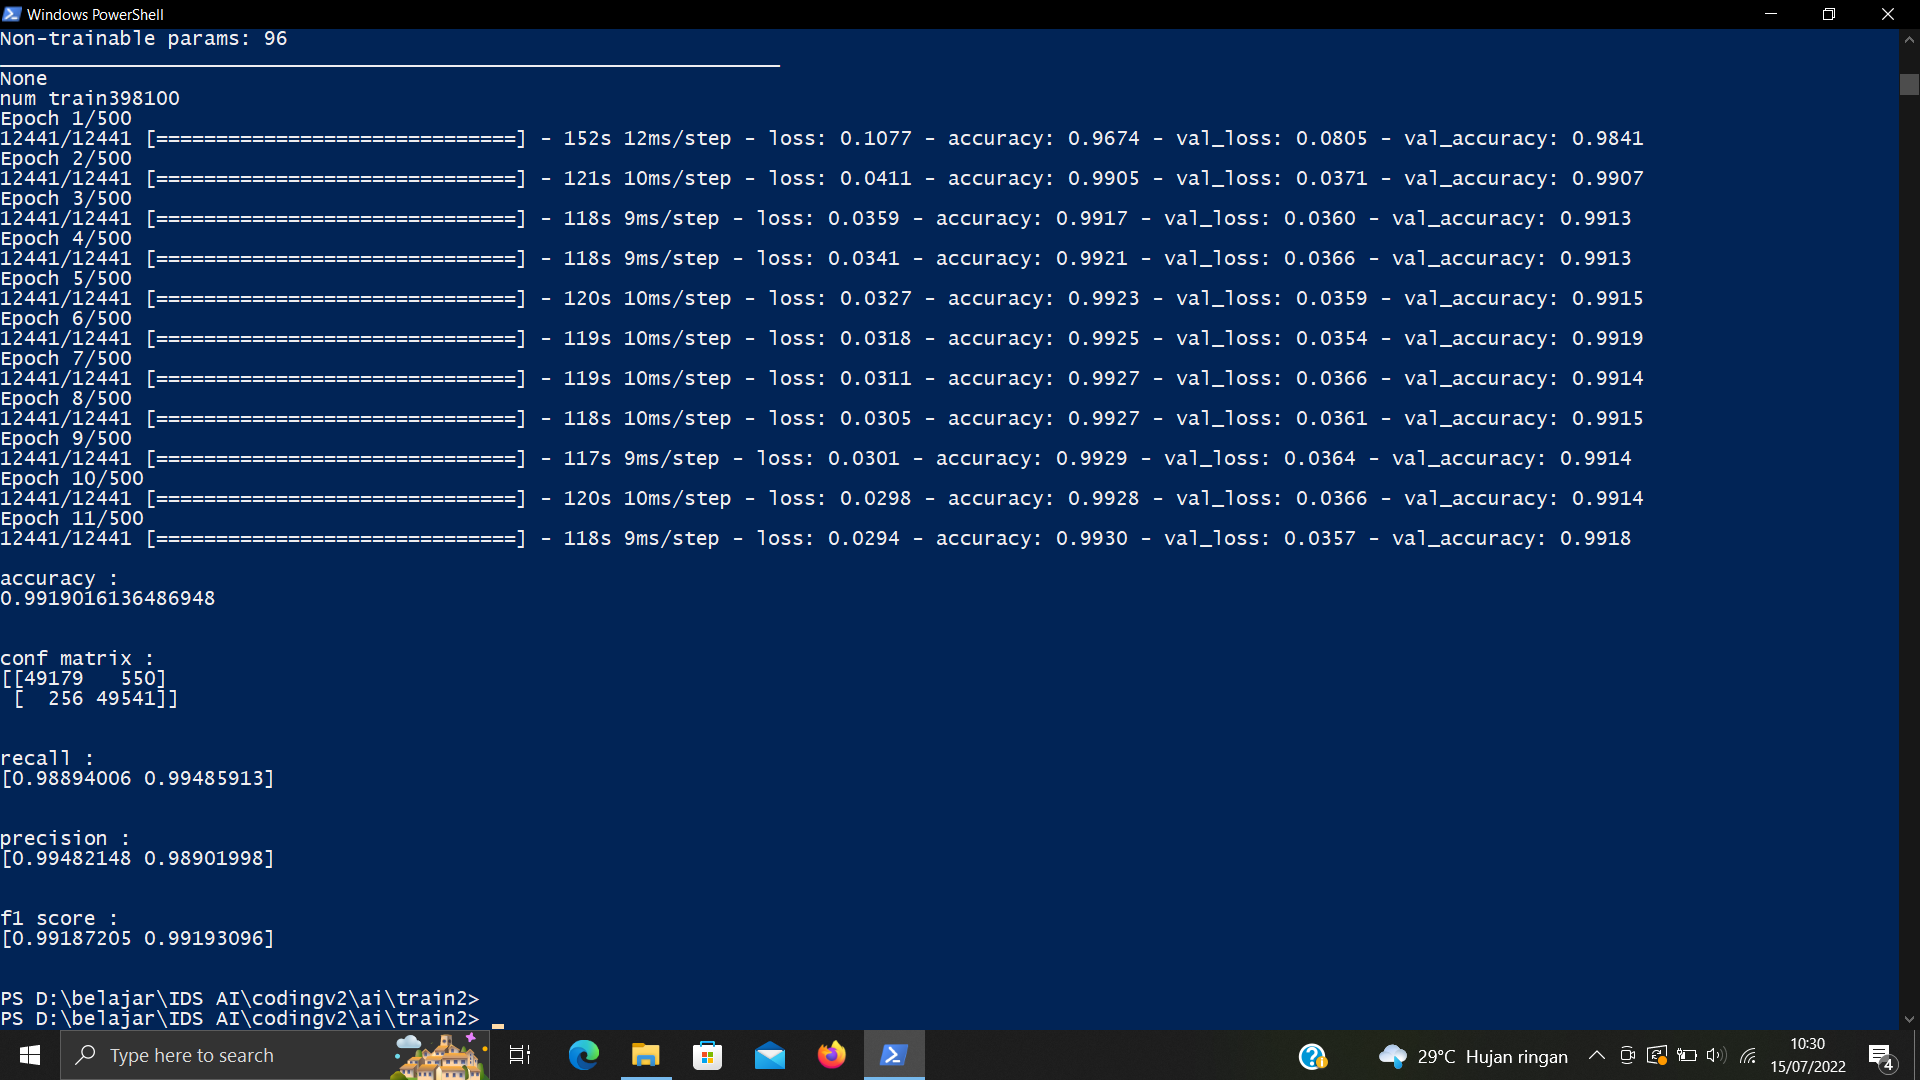 Windows PowerShell
Non-trainable params: 96
_________________________________________________________________
None
num train398100
Epoch 1/500
12441/12441 [==============================] - 152s 12ms/step - loss: 0.1077 - accuracy: 0.9674 - val_loss: 0.0805 - val_accuracy: 0.9841
Epoch 2/500
12441/12441 [==============================] - 121s 10ms/step - loss: 0.0411 - accuracy: 0.9905 - val_loss: 0.0371 - val_accuracy: 0.9907
Epoch 3/500
12441/12441 [==============================] - 118s 9ms/step - loss: 0.0359 - accuracy: 0.9917 - val_loss: 0.0360 - val_accuracy: 0.9913
Epoch 4/500
12441/12441 [==============================] - 118s 9ms/step - loss: 0.0341 - accuracy: 0.9921 - val_loss: 0.0366 - val_accuracy: 0.9913
Epoch 5/500
12441/12441 [==============================] - 120s 10ms/step - loss: 0.0327 - accuracy: 0.9923 - val_loss: 0.0359 - val_accuracy: 0.9915
Epoch 6/500
12441/12441 [==============================] - 119s 10ms/step - loss: 0.0318 - accuracy: 0.9925 - val_loss: 0.0354 - val_accuracy: 0.9919
Epoch 7/500
12441/12441 [==============================] - 119s 10ms/step - loss: 0.0311 - accuracy: 0.9927 - val_loss: 0.0366 - val_accuracy: 0.9914
Epoch 8/500
12441/12441 [==============================] - 118s 10ms/step - loss: 0.0305 - accuracy: 0.9927 - val_loss: 0.0361 - val_accuracy: 0.9915
Epoch 9/500
12441/12441 [==============================] - 117s 9ms/step - loss: 0.0301 - accuracy: 0.9929 - val_loss: 0.0364 - val_accuracy: 0.9914
Epoch 10/500
12441/12441 [==============================] - 120s 10ms/step - loss: 0.0298 - accuracy: 0.9928 - val_loss: 0.0366 - val_accuracy: 0.9914
Epoch 11/500
12441/12441 [==============================] - 118s 9ms/step - loss: 0.0294 - accuracy: 0.9930 - val_loss: 0.0357 - val_accuracy: 0.9918
accuracy :
0.9919016136486948
conf matrix :
[[49179   550]
 [  256 49541]]
recall :
[0.98894006 0.99485913]
precision :
[0.99482148 0.98901998]
f1 score :
[0.99187205 0.99193096]
PS D:\belajar\IDS AI\codingv2\ai\train2>
PS D:\belajar\IDS AI\codingv2\ai\train2>
Type here to search
29°C Hujan ringan
10:30
15/07/2022
4